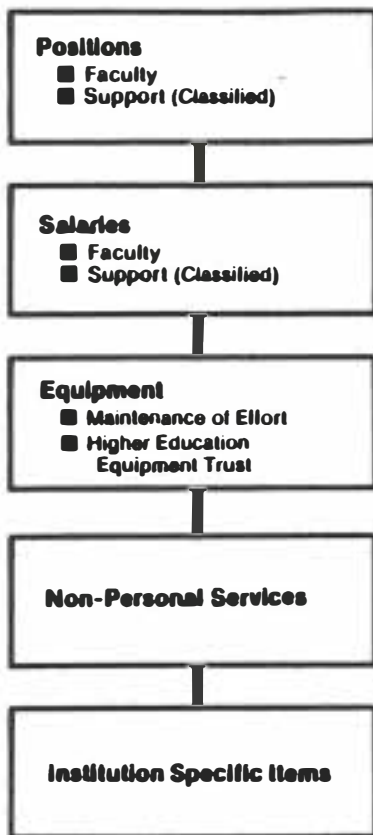 Positions
■ Faculty
■ Support (Classified)
Salaries
■ Faculty
■ Support (Classified)
Equipment
■ Maintenance of Effort
■ Higher Education
Equipment Trust
Non-Personal Services
Institution Specific Items